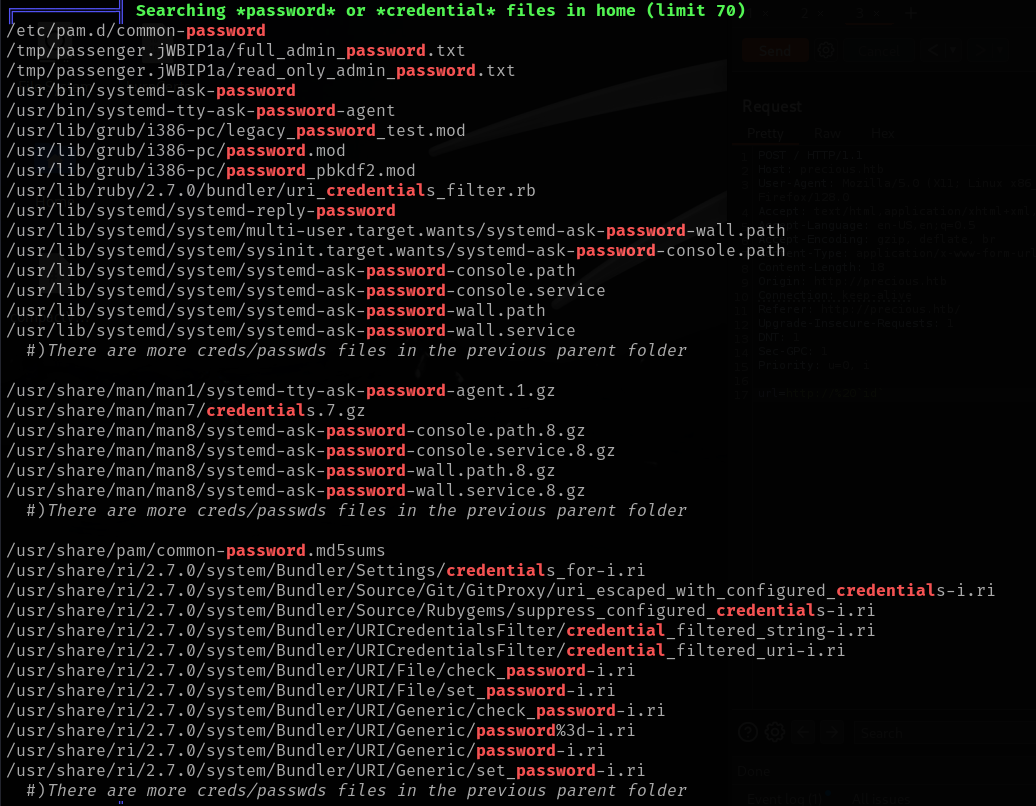 Searching *password* or *credential* files in home (limit 70)
/etc/pam.d/common-password
/tmp/passenger.jWBIP1a/full_admin_password.txt
/tmp/passenger.jWBIP1a/read_only_admin_password.txt
/usr/bin/systemd-ask-password
/usr/bin/systemd-tty-ask-password-agent
/usr/lib/grub/i386-pc/legacy_password_test.mod
/usr/lib/grub/i386-pc/password.mod
/usr/lib/grub/i386-pc/password_pbkdf2.mod
/usr/lib/ruby/2.7.0/bundler/uri_credentials_filter.rb
/usr/lib/systemd/systemd-reply-password
/usr/lib/systemd/system/multi-user.target.wants/systemd-ask-password-wall.path
/usr/lib/systemd/system/sysinit.target.wants/systemd-ask-password-console.path
/usr/lib/systemd/system/systemd-ask-password-console.path
/usr/lib/systemd/system/systemd-ask-password-console.service
/usr/lib/systemd/system/systemd-ask-password-wall.path
/usr/lib/systemd/system/systemd-ask-password-wall.service
#)There are more creds/passwds files in the previous parent folder
/usr/share/man/man1/systemd-tty-ask-password-agent.1.gz
/usr/share/man/man7/credentials.7.gz
/usr/share/man/man8/systemd-ask-password-console.path.8.gz
/usr/share/man/man8/systemd-ask-password-console.service.8.gz
/usr/share/man/man8/systemd-ask-password-wall.path.8.gz
/usr/share/man/man8/systemd-ask-password-wall.service.8.gz
#)There are more creds/passwds files in the previous parent folder
/usr/share/pam/common-password.md5sums
/usr/share/ri/2.7.0/system/Bundler/Settings/credentials_for-i.ri
/usr/share/ri/2.7.0/system/Bundler/Source/Git/GitProxy/uri_escaped_with_configured_credentials-i.ri
/usr/share/ri/2.7.0/system/Bundler/Source/Rubygems/suppress_configured_credentials-i.ri
/usr/share/ri/2.7.0/system/Bundler/URICredentialsFilter/credential_filtered_string-i.ri
/usr/share/ri/2.7.0/system/Bundler/URICredentialsFilter/credential_filtered_uri-i.ri
/usr/share/ri/2.7.0/system/Bundler/URI/File/check_password-i.ri
/usr/share/ri/2.7.0/system/Bundler/URI/File/set_password-i.ri
/usr/share/ri/2.7.0/system/Bundler/URI/Generic/check_password-i.ri
/usr/share/ri/2.7.0/system/Bundler/URI/Generic/password%3d-i.ri
/usr/share/ri/2.7.0/system/Bundler/URI/Generic/password-i.ri
/usr/share/ri/2.7.0/system/Bundler/URI/Generic/set_password-i.ri
#)There are more creds/passwds files in the previous parent folder
Send
Request
Pretty Raw Hex
Search
Done